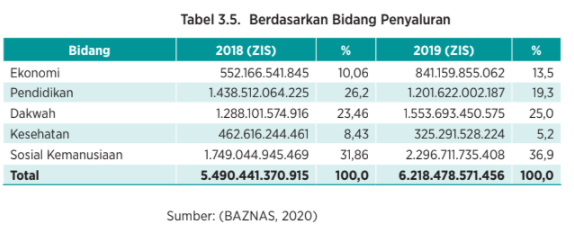 Tabel 3.5. Berdasarkan Bidang Penyaluran
Bidang 2018 (ZIS) % 2019 (ZIS) %
Ekonomi 552.166.541.845 10,06 841.159.855.062 13,5
Pendidikan 1.438.512.064.225 26,2 1.201.622.002.187 19,3
Dakwah 1.288.101.574.916 23,46 1.553.693.450.575 25,0
Kesehatan 462.616.244.461 8,43 325.291.528.224 5,2
Sosial Kemanusiaan 1.749.044.945.469 31,86 2.296.711.735.408 36,9
Total 5.490.441.370.915 100,0 6.218.478.571.456 100,0
Sumber: (BAZNAS, 2020)